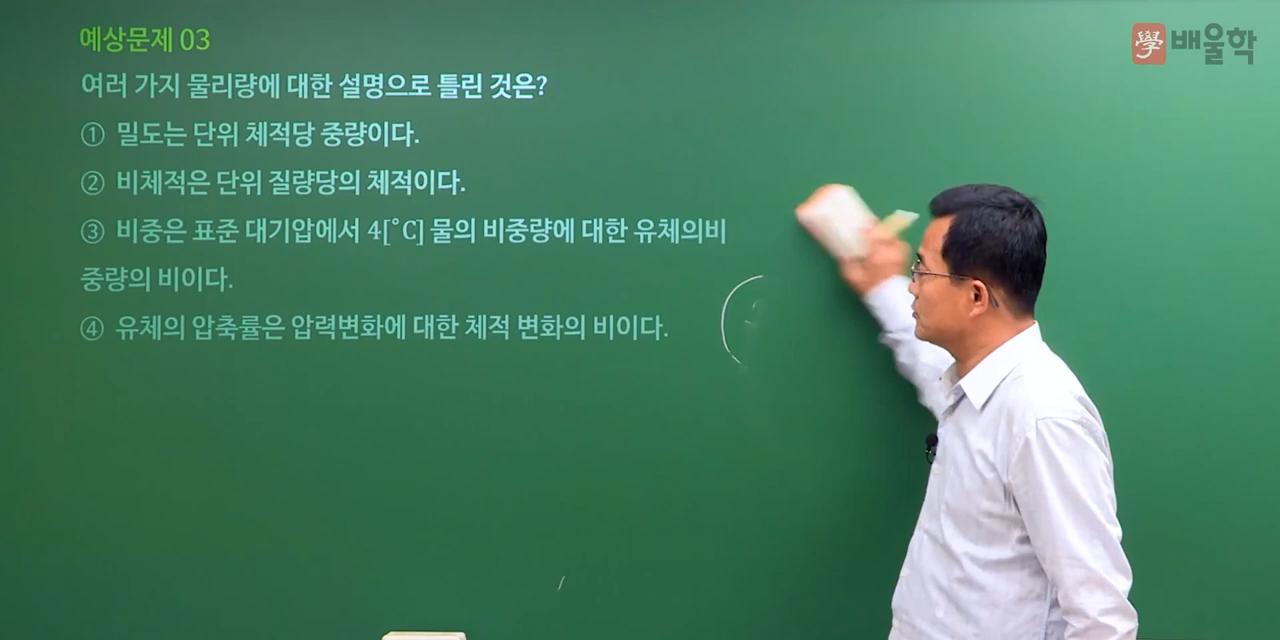 예상문제 03
學 배울학
여러 가지 물리량에 대한 설명으로 틀린 것은?
① 밀도는 단위 체적당 중량이다.
② 비체적은 단위 질량당의 체적이다.
③ 비중은 표준 대기압에서 4[˚C] 물의 비중량에 대한 유체의비
중량의 비이다.
④ 유체의 압축률은 압력변화에 대한 체적 변화의 비이다.